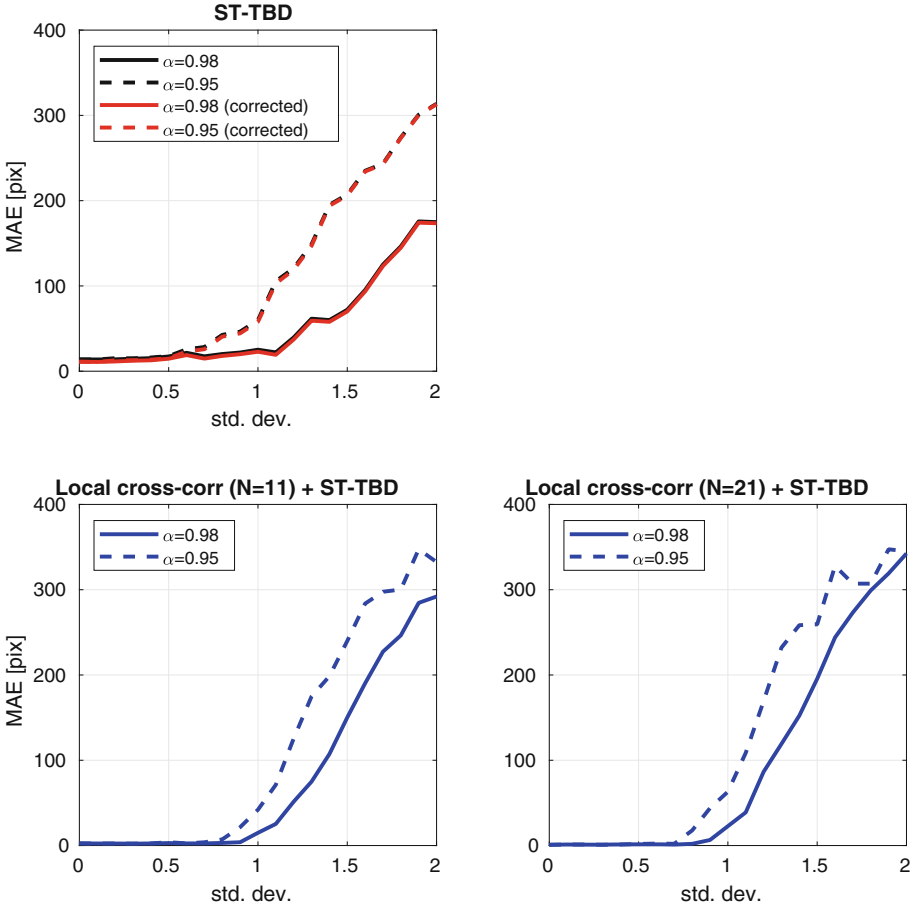 ST-TBD
400
300
200
100
0
MAE [pix]
α=0.98
α=0.95
α=0.98 (corrected)
α=0.95 (corrected)
0 0.5 1 1.5 2
std. dev.
Local cross-corr (N=11) + ST-TBD
400
300
200
100
0
MAE [pix]
α=0.98
α=0.95
0 0.5 1 1.5 2
std. dev.
Local cross-corr (N=21) + ST-TBD
400
300
200
100
0
α=0.98
α=0.95
0 0.5 1 1.5 2
std. dev.